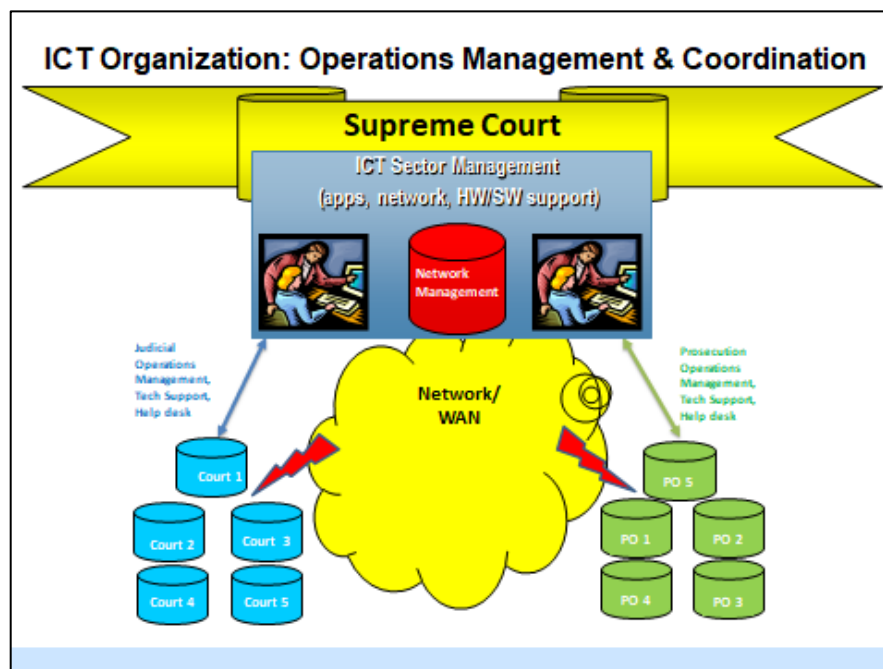 ICT Organization: Operations Management & Coordination
Supreme Court
ICT Sector Management
(apps, network, HW/SW support)
Network
Management
Judicial
Operations
Management,
Tech Support,
Help desk
Prosecution
Operations
Management,
Tech Support,
Help desk
Network/
WAN
Court 1
Court 2
Court 3
Court 4
Court 5
PO 5
PO 1
PO 2
PO 4
PO 3